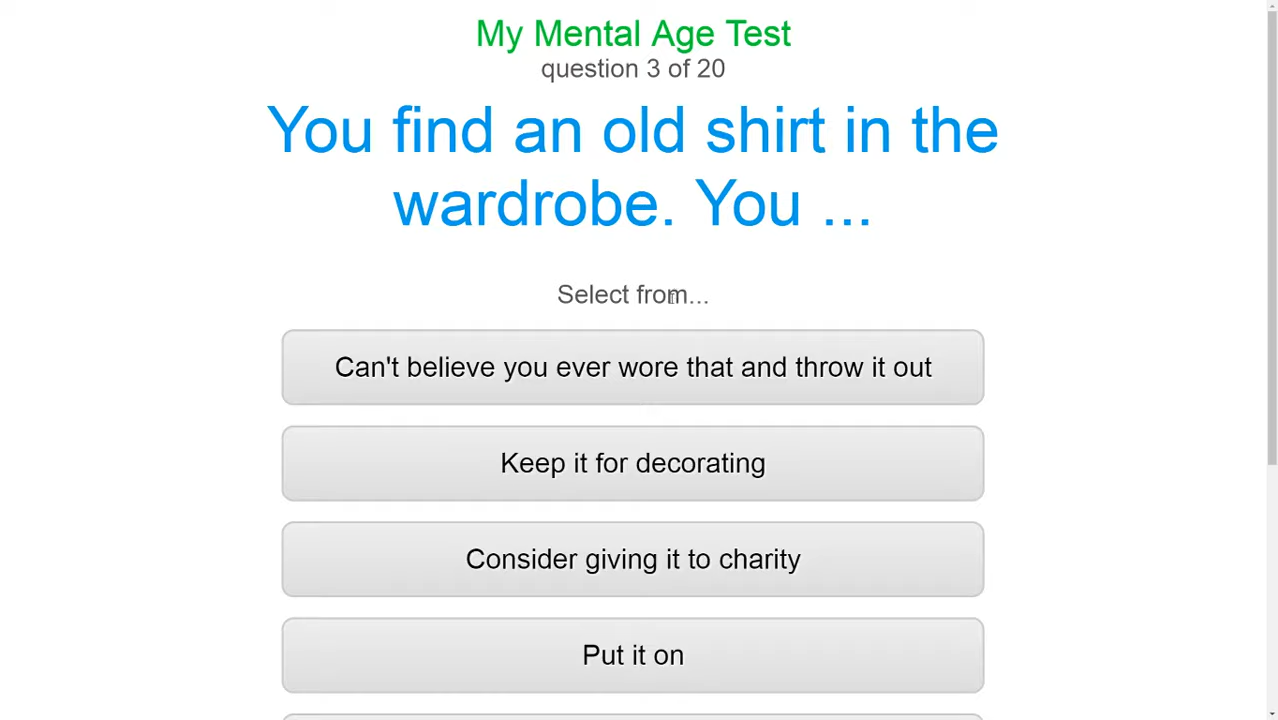 My Mental Age Test
question 3 of 20
You find an old shirt in the
wardrobe. You ...
Select from...
Can't believe you ever wore that and throw it out
Keep it for decorating
Consider giving it to charity
Put it on